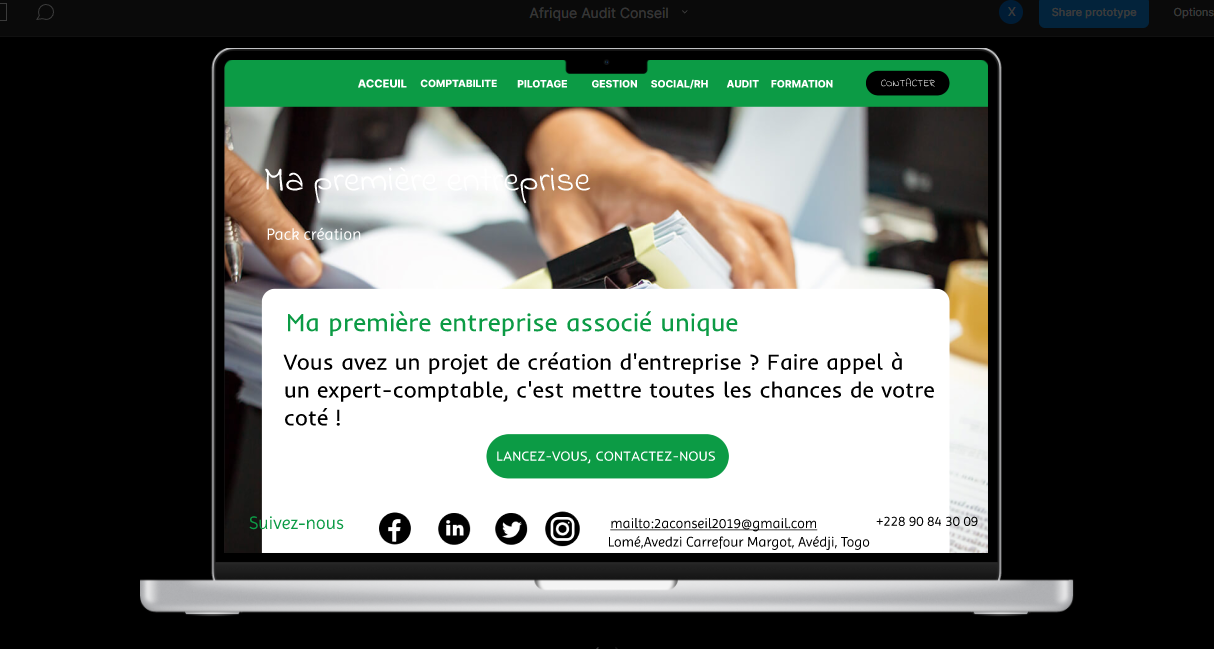 Afrique Audit Conseil
X
Share prototype
Options
ACCEUIL COMPTABILITE PILOTAGE GESTION SOCIAL/RH AUDIT FORMATION CONTACTER
Ma première entreprise
Pack création
Ma première entreprise associé unique
Vous avez un projet de création d'entreprise ? Faire appel à
un expert-comptable, c'est mettre toutes les chances de votre
coté !
LANCEZ-VOUS, CONTACTEZ-NOUS
Suivez-nous
in
mailto:2aconseil2019@gmail.com
+228 90 84 30 09
Lomé,Avedzi Carrefour Margot, Avédji, Togo